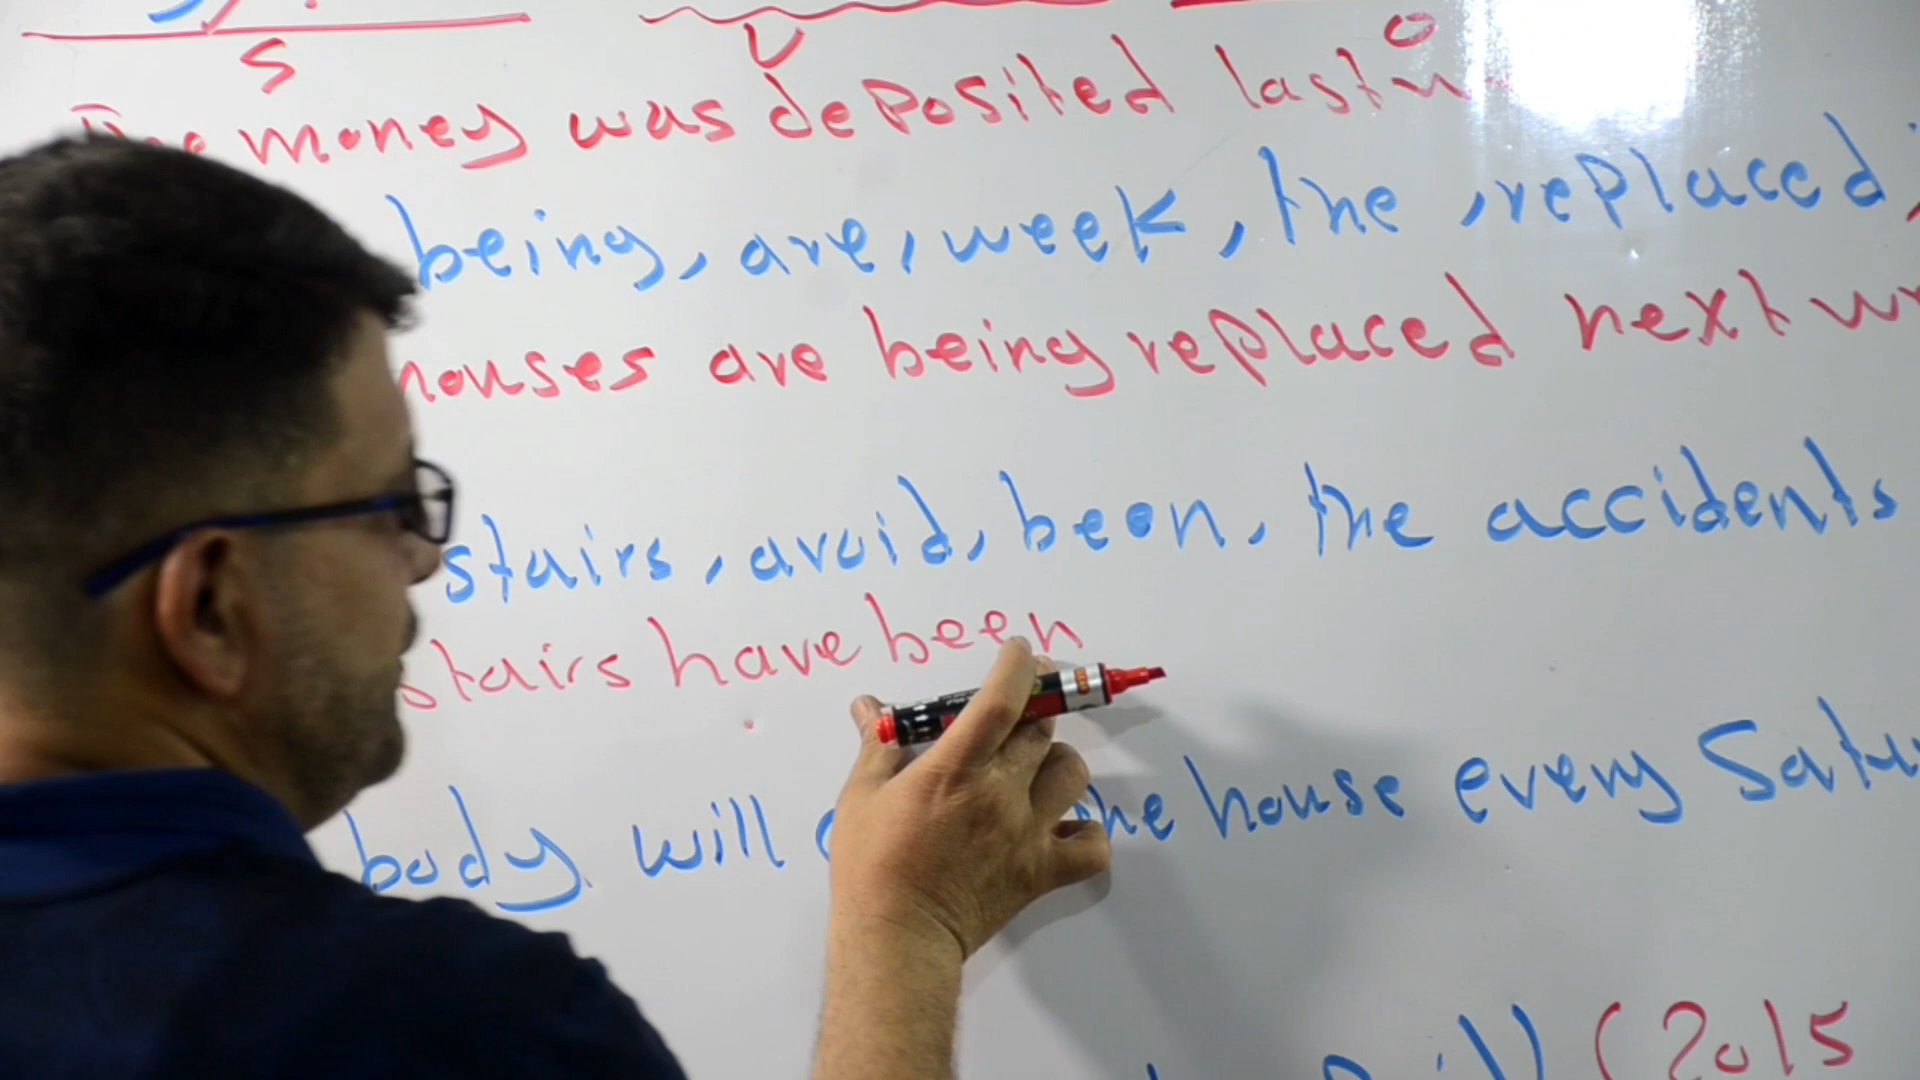 S V O
money was deposited last
being, are, week, the, replaced,
houses are being replaced next
stairs, avoid, been, the accidents
stairs have been
body will the house every
(2015